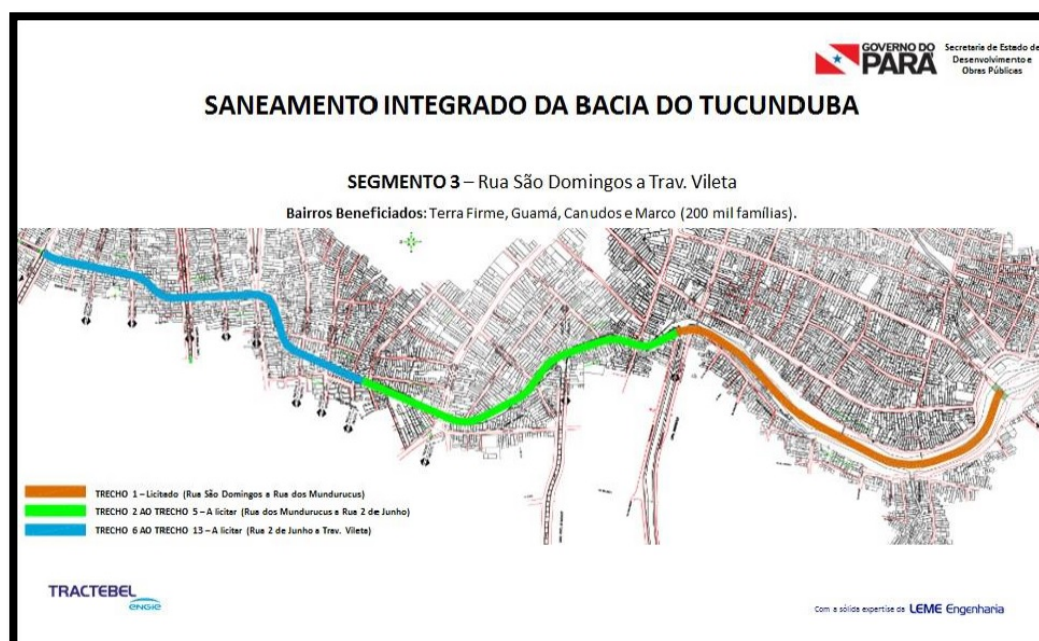 GOVERNO DO
PARÁ
Secretaria de Estado de
Desenvolvimento e
Obras Públicas
SANEAMENTO INTEGRADO DA BACIA DO TUCUNDUBA
SEGMENTO 3 – Rua São Domingos a Trav. Vileta
Bairros Beneficiados: Terra Firme, Guamá, Canudos e Marco (200 mil famílias).
TRECHO 1 – Licitado (Rua São Domingos a Rua dos Mundurucus)
TRECHO 2 AO TRECHO 5 – A licitar (Rua dos Mundurucus a Rua 2 de Junho)
TRECHO 6 AO TRECHO 13 – A licitar (Rua 2 de Junho a Trav. Vileta)
TRACTEBEL
ENGIE
Com a sólida expertise da LEME Engenharia